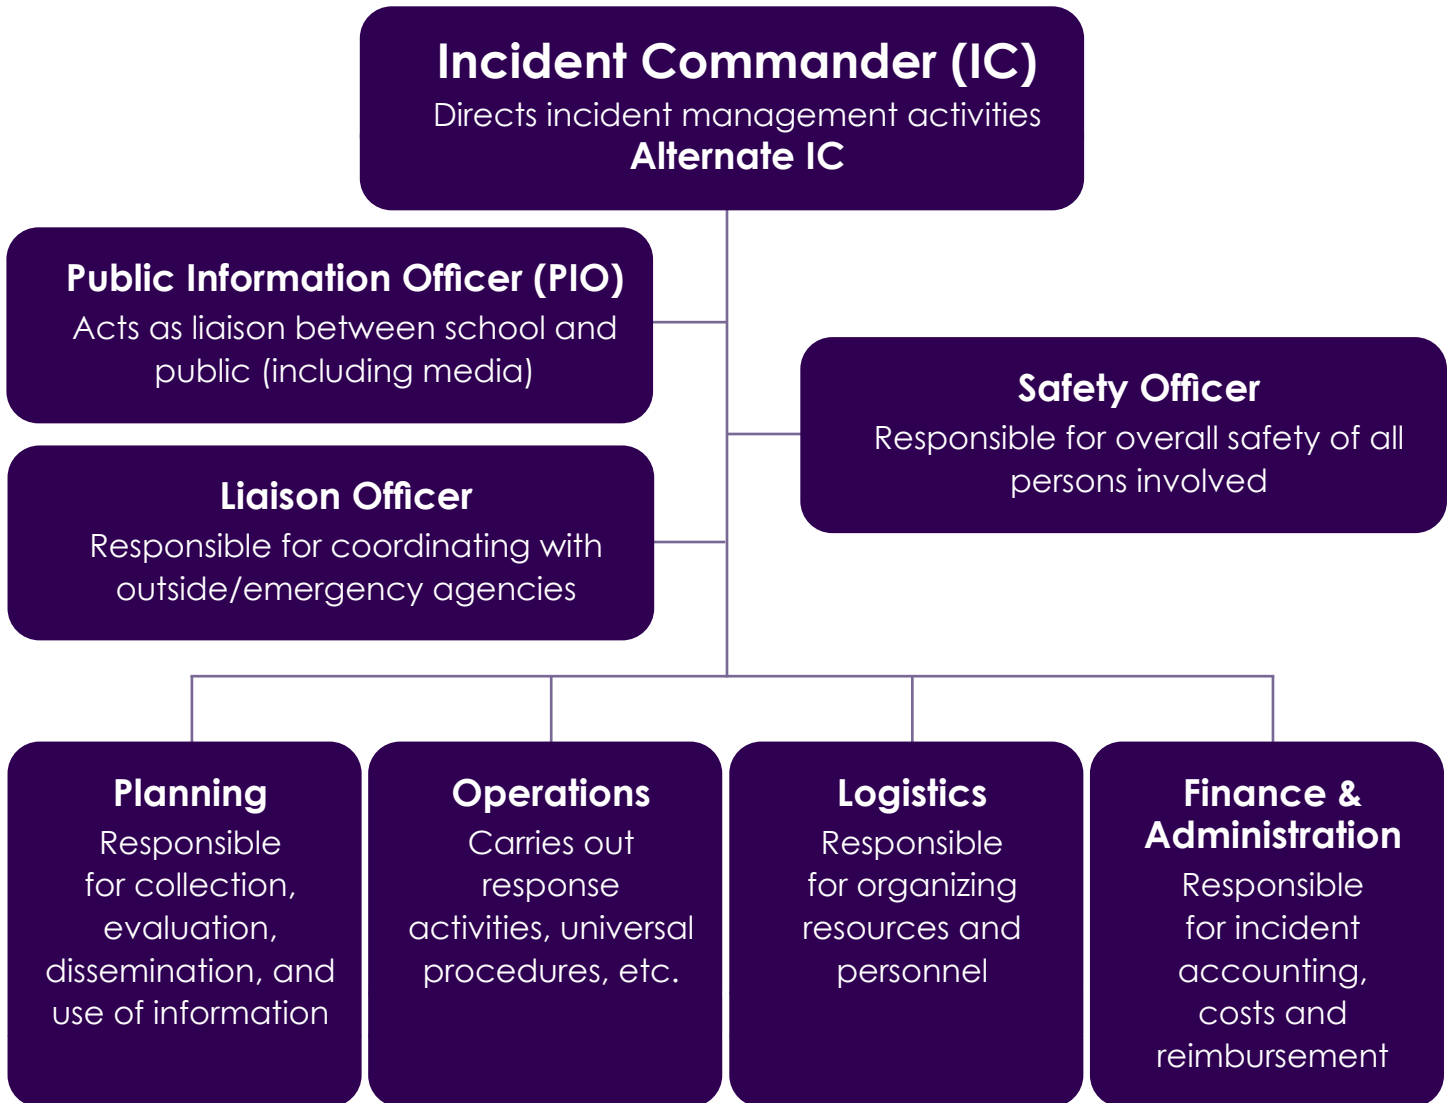 Incident Commander (IC)
Directs incident management activities
Alternate IC
Public Information Officer (PIO)
Acts as liaison between school and
public (including media)
Safety Officer
Responsible for overall safety of all
persons involved
Liaison Officer
Responsible for coordinating with
outside/emergency agencies
Planning
Responsible
for collection,
evaluation,
dissemination, and
use of information
Operations
Carries out
response
activities, universal
procedures, etc.
Logistics
Responsible
for organizing
resources and
personnel
Finance &
Administration
Responsible
for incident
accounting,
costs and
reimbursement